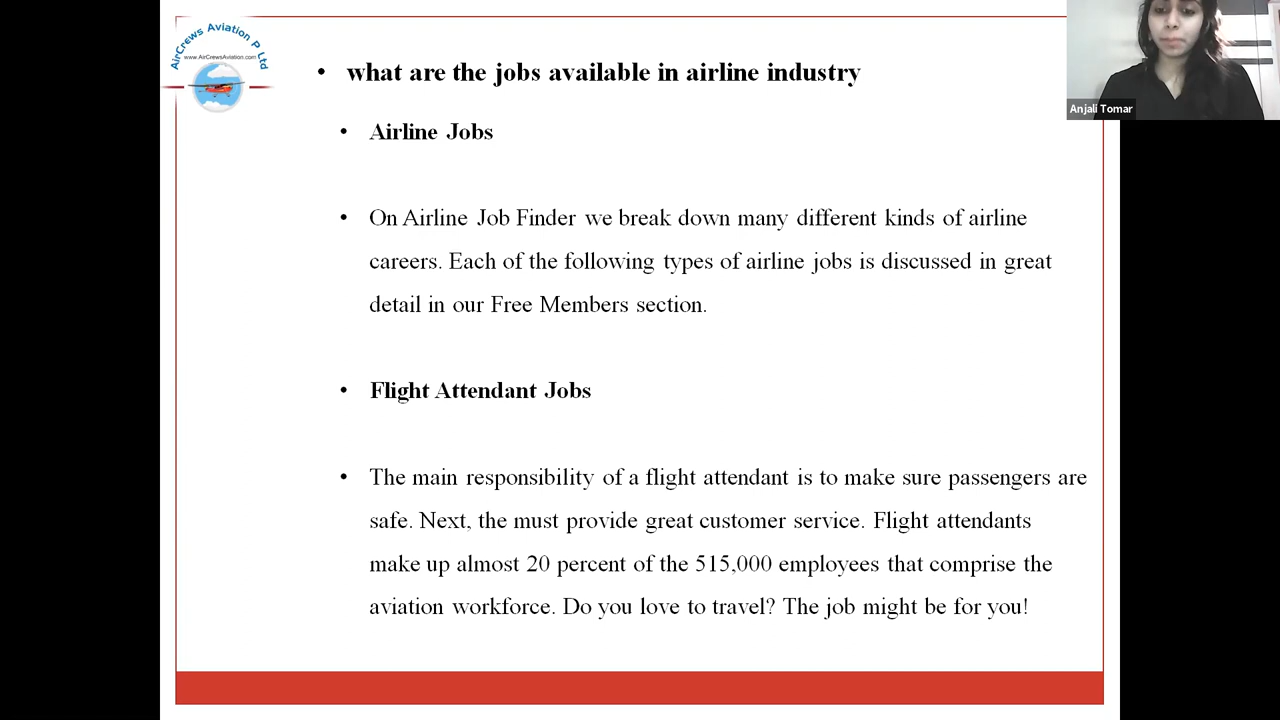 AirCrews Aviation P Ltd
www.AirCrewsAviation.com
• what are the jobs available in airline industry
Anjali Tomar
• Airline Jobs
• On Airline Job Finder we break down many different kinds of airline
careers. Each of the following types of airline jobs is discussed in great
detail in our Free Members section.
• Flight Attendant Jobs
• The main responsibility of a flight attendant is to make sure passengers are
safe. Next, the must provide great customer service. Flight attendants
make up almost 20 percent of the 515,000 employees that comprise the
aviation workforce. Do you love to travel? The job might be for you!